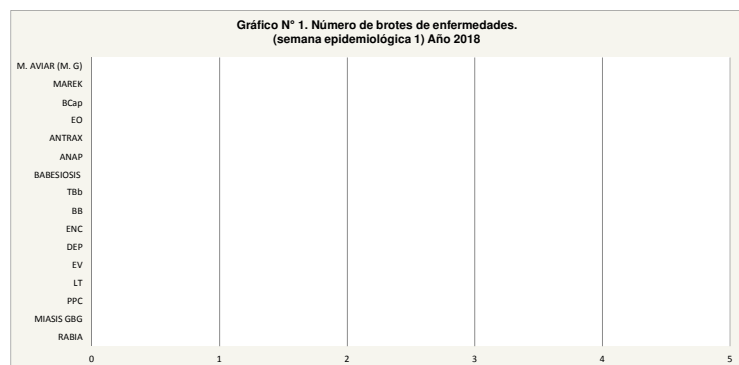 Gráfico N° 1. Número de brotes de enfermedades.
(semana epidemiológica 1) Año 2018
M. AVIAR (M. G)
MAREK
BCap
EO
ANTRAX
ANAP
BABESIOSIS
TBb
BB
ENC
DEP
EV
LT
PPC
MIASIS GBG
RABIA
0 1 2 3 4 5